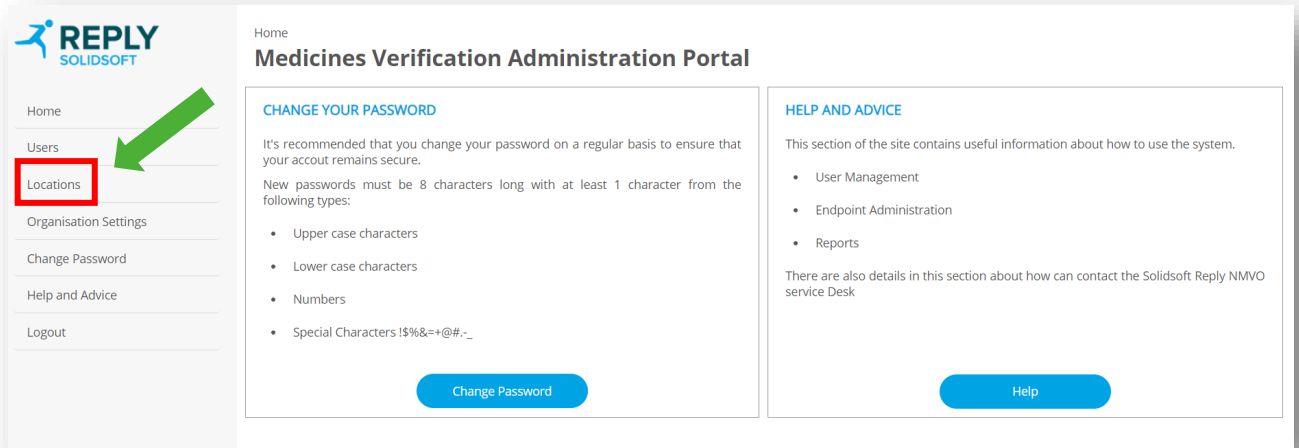 REPLY
SOLIDSOFT
Home
Users
Locations
Organisation Settings
Change Password
Help and Advice
Logout
Home
Medicines Verification Administration Portal
CHANGE YOUR PASSWORD
It's recommended that you change your password on a regular basis to ensure that
your accout remains secure.
New passwords must be 8 characters long with at least 1 character from the
following types:
• Upper case characters
• Lower case characters
• Numbers
• Special Characters !$%&=+@#.-_
Change Password
HELP AND ADVICE
This section of the site contains useful information about how to use the system.
• User Management
• Endpoint Administration
• Reports
There are also details in this section about how can contact the Solidsoft Reply NMVO
service Desk
Help